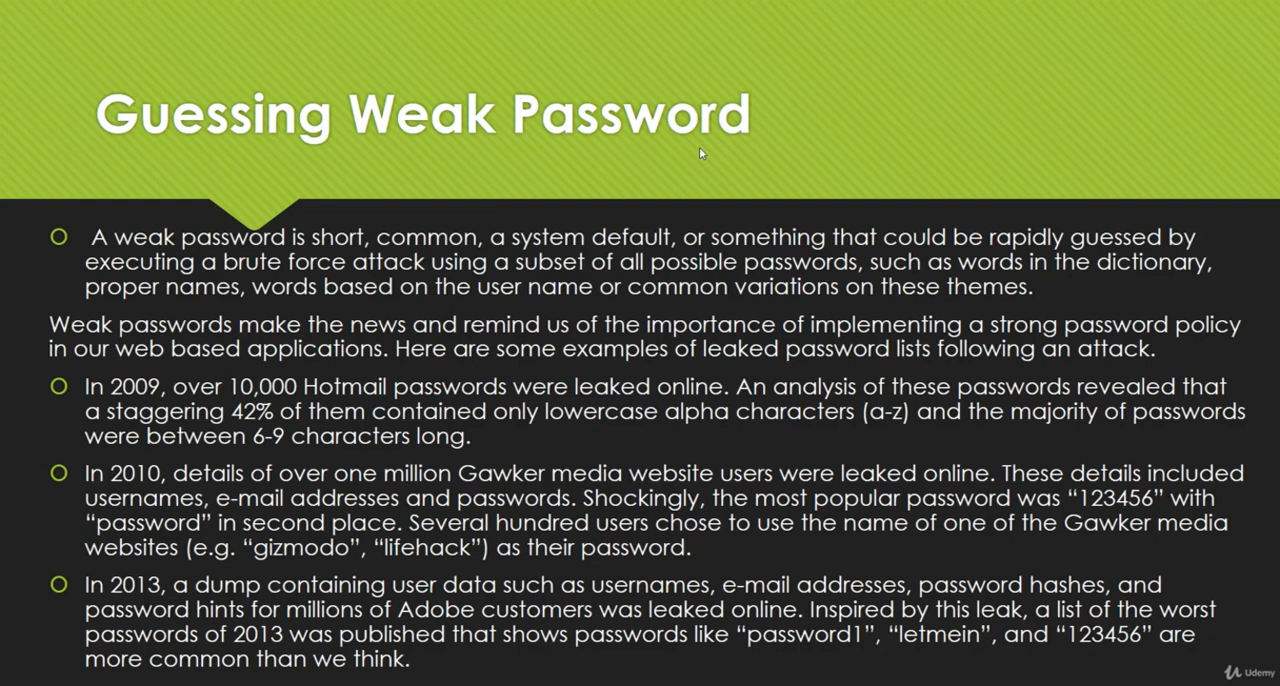 Guessing Weak Password
A weak password is short, common, a system default, or something that could be rapidly guessed by
executing a brute force attack using a subset of all possible passwords, such as words in the dictionary,
proper names, words based on the user name or common variations on these themes.
Weak passwords make the news and remind us of the importance of implementing a strong password policy
in our web based applications. Here are some examples of leaked password lists following an attack.
In 2009, over 10,000 Hotmail passwords were leaked online. An analysis of these passwords revealed that
a staggering 42% of them contained only lowercase alpha characters (a-z) and the majority of passwords
were between 6-9 characters long.
In 2010, details of over one million Gawker media website users were leaked online. These details included
usernames, e-mail addresses and passwords. Shockingly, the most popular password was “123456” with
“password” in second place. Several hundred users chose to use the name of one of the Gawker media
websites (e.g. “gizmodo”, “lifehack”) as their password.
In 2013, a dump containing user data such as usernames, e-mail addresses, password hashes, and
password hints for millions of Adobe customers was leaked online. Inspired by this leak, a list of the worst
passwords of 2013 was published that shows passwords like “password1”, “letmein”, and “123456” are
more common than we think.
Udemy